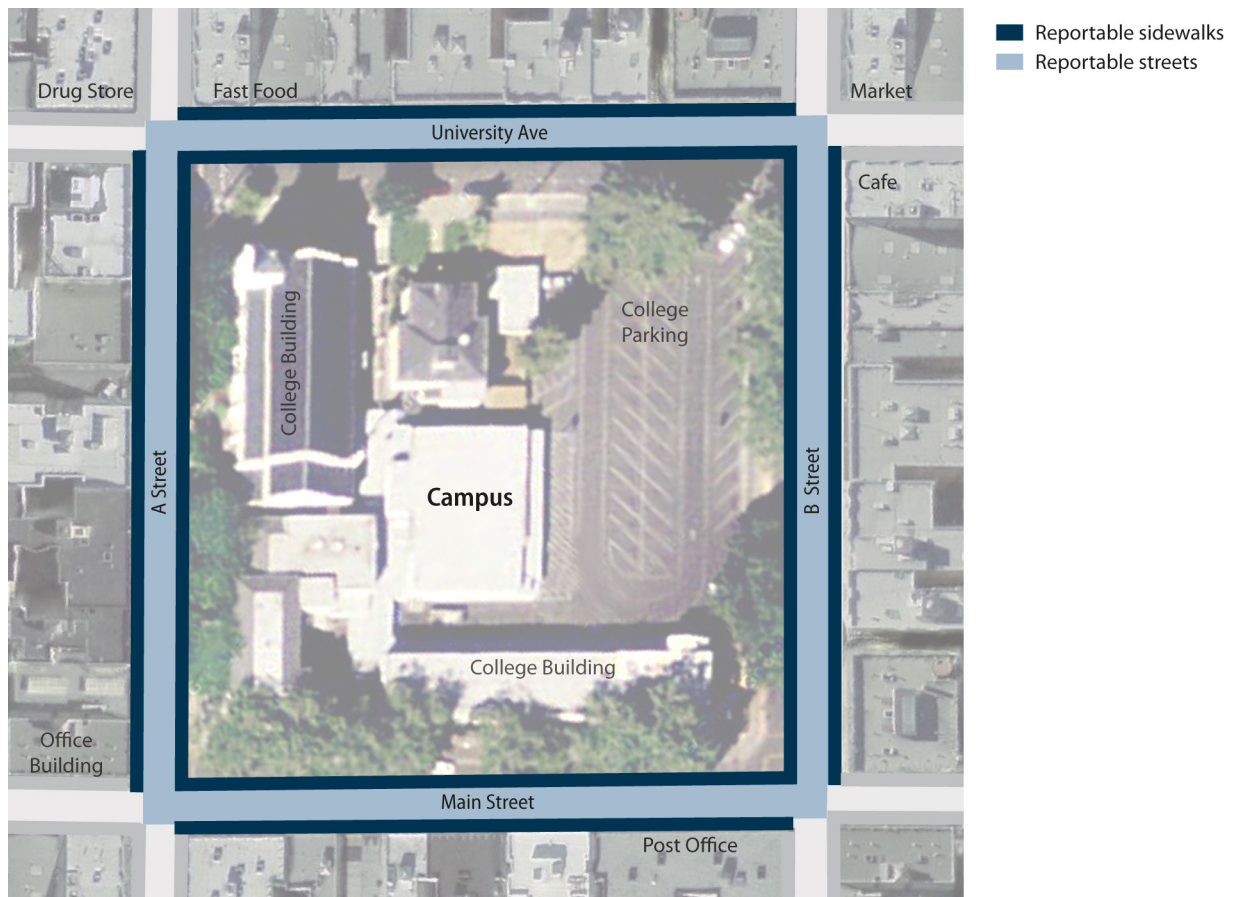 Reportable sidewalks
Reportable streets
Drug Store
Fast Food
Market
University Ave
Cafe
College Building
College
Parking
A Street
Campus
B Street
College Building
Office
Building
Main Street
Post Office